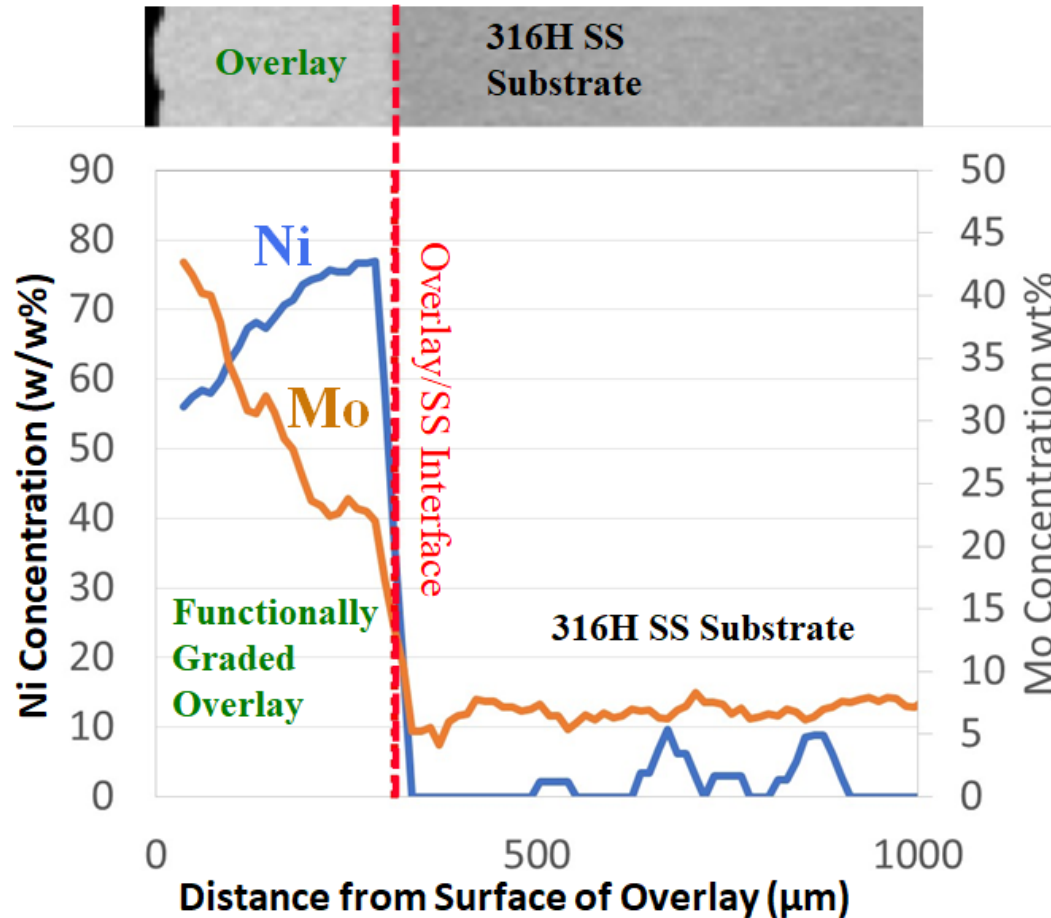 Overlay
316H SS
Substrate
90
80
70
60
50
40
30
20
10
0
Ni Concentration (w/w%)
Ni
Mo
Overlay/SS Interface
Functionally
Graded
Overlay
316H SS Substrate
50
45
40
35
30
25
20
15
10
5
0
Mo Concentration wt%
0
500
1000
Distance from Surface of Overlay (µm)